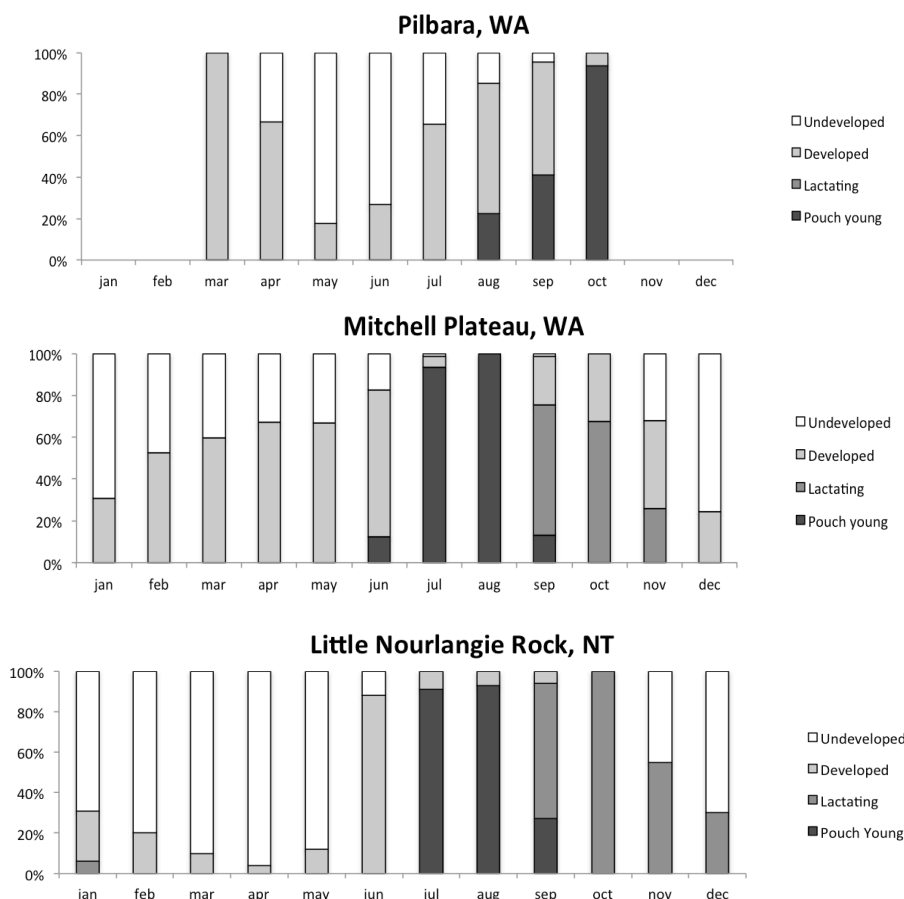 Pilbara, WA
100%
80%
60%
40%
20%
0%
jan feb mar apr may jun jul aug sep oct nov dec
Undeveloped
Developed
Lactating
Pouch young
Mitchell Plateau, WA
100%
80%
60%
40%
20%
0%
jan feb mar apr may jun jul aug sep oct nov dec
Undeveloped
Developed
Lactating
Pouch young
Little Nourlangie Rock, NT
100%
80%
60%
40%
20%
0%
jan feb mar apr may jun jul aug sep oct nov dec
Undeveloped
Developed
Lactating
Pouch Young